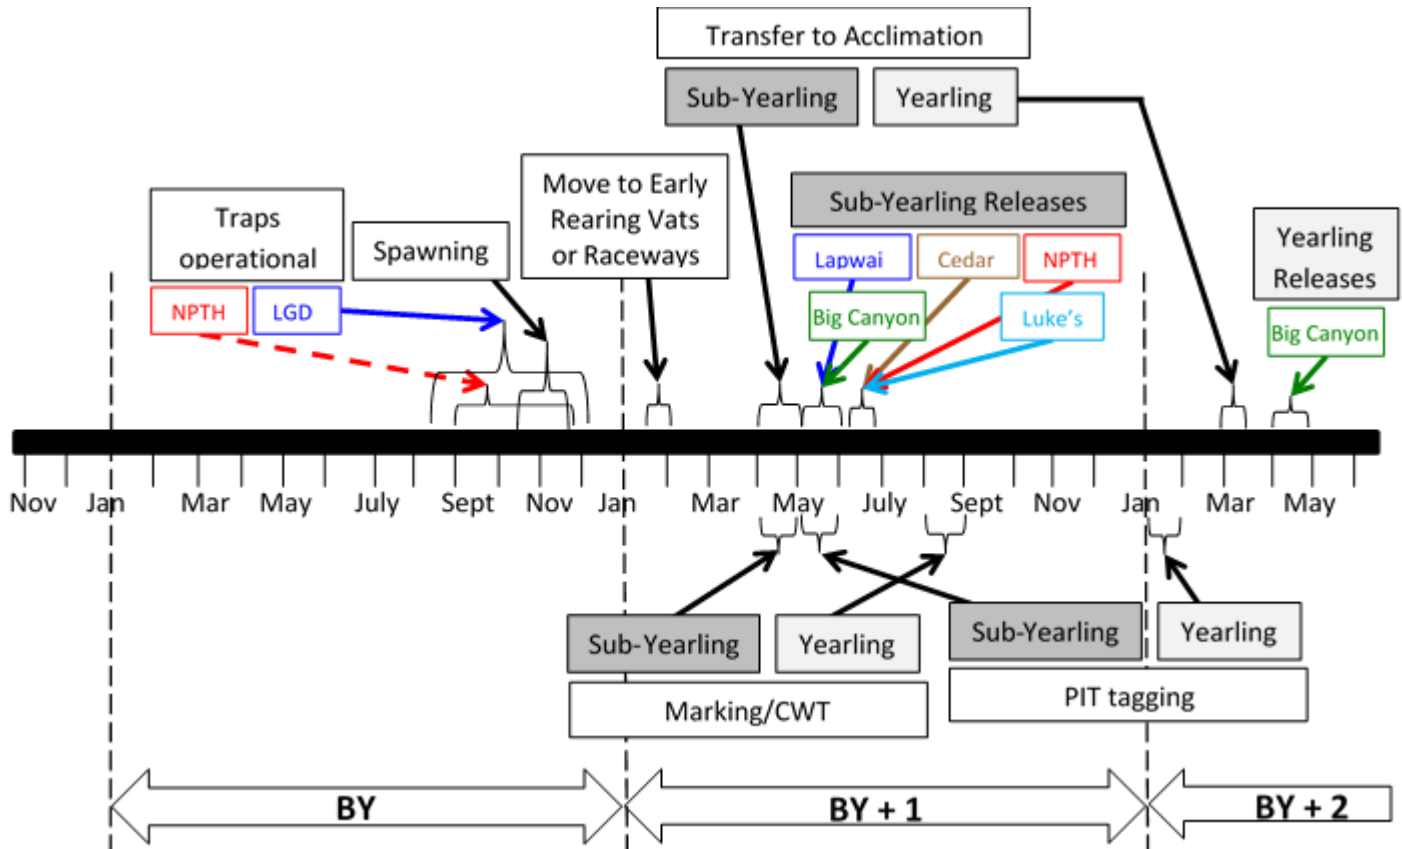 Transfer to Acclimation
Sub-Yearling
Yearling
Move to Early
Rearing Vats
or Raceways
Traps
operational
NPTH
LGD
Spawning
Sub-Yearling Releases
Lapwai
Cedar
NPTH
Big Canyon
Luke's
Yearling
Releases
Big Canyon
Nov Jan Mar May July Sept Nov Jan Mar May July Sept Nov Jan Mar May
Sub-Yearling
Yearling
Marking/CWT
Sub-Yearling
Yearling
PIT tagging
BY
BY + 1
BY + 2